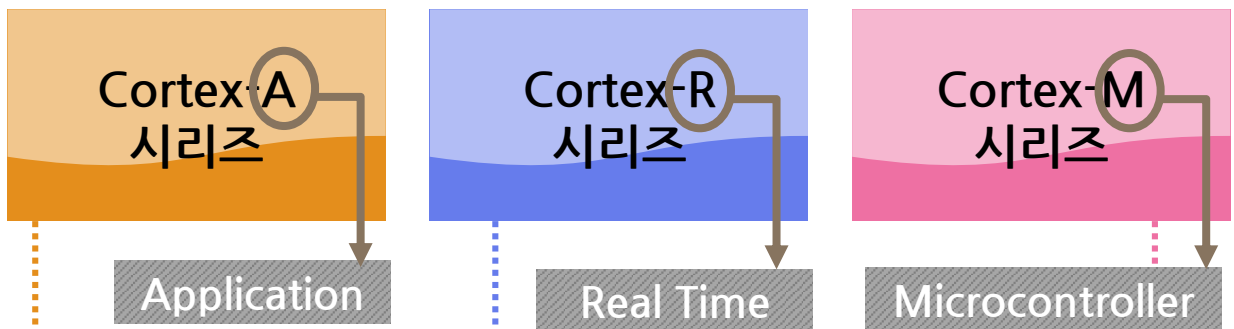 Cortex-A
시리즈
Application
Cortex-R
시리즈
Real Time
Cortex-M
시리즈
Microcontroller